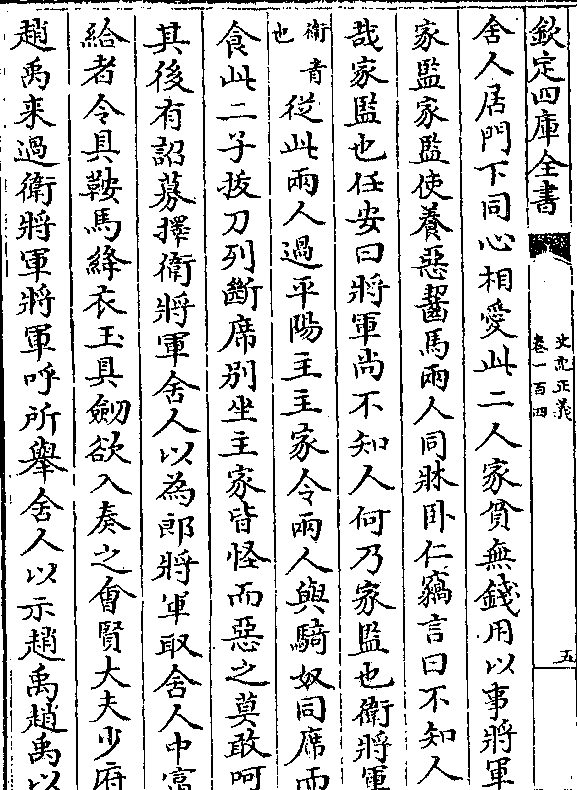 欽定四庫全書
史記正義
卷一百四
五
舍人居門下同心相愛此二人家貧無錢用以事將軍
家監家監使養惡齧馬兩人同牀卧仁竊言曰不知人
哉家監也任安曰將軍尚不知人何乃家監也衛將軍
衛青也
從此兩人過平陽主主家令兩人與騎奴同席而
食此二子拔刀列斷席别坐主家皆怪而惡之莫敢呵
其後有詔募擇衛將軍舍人以為郎將軍取舍人中富
給者令具鞍馬絳衣玉具劒欲入奏之會賢大夫少府
趙禹来過衛將軍將軍呼所舉舍人以示趙禹趙禹以